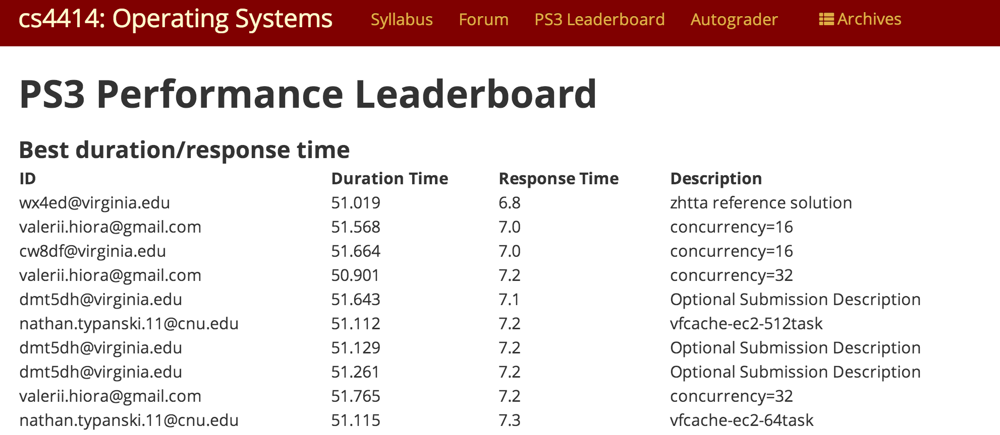 cs4414: Operating Systems Syllabus Forum PS3 Leaderboard Autograder Archives
PS3 Performance Leaderboard
Best duration/response time
ID Duration Time Response Time Description
wx4ed@virginia.edu 51.019 6.8 zhtta reference solution
valerii.hiora@gmail.com 51.568 7.0 concurrency=16
cw8df@virginia.edu 51.664 7.0 concurrency=16
valerii.hiora@gmail.com 50.901 7.2 concurrency=32
dmt5dh@virginia.edu 51.643 7.1 Optional Submission Description
nathan.typanski.11@cnu.edu 51.112 7.2 vfcache-ec2-512task
dmt5dh@virginia.edu 51.129 7.2 Optional Submission Description
dmt5dh@virginia.edu 51.261 7.2 Optional Submission Description
valerii.hiora@gmail.com 51.765 7.2 concurrency=32
nathan.typanski.11@cnu.edu 51.115 7.3 vfcache-ec2-64task